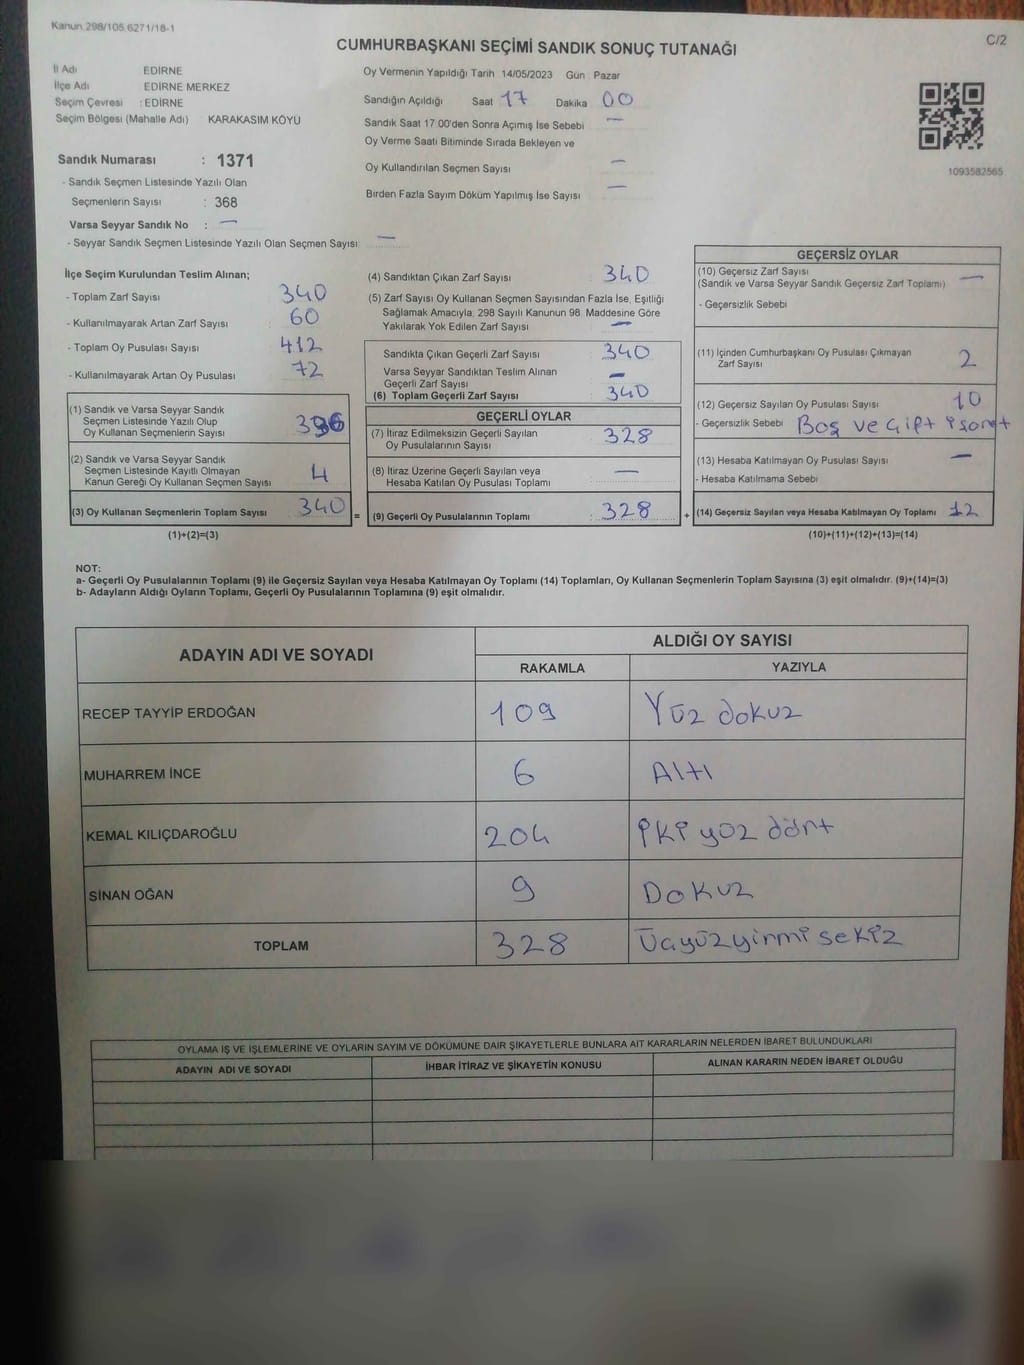 Kanun 298/105,6271/18-1
C/2
CUMHURBAŞKANI SEÇİMİ SANDIK SONUÇ TUTANAĞI
İl Adı EDİRNE
İlçe Adı EDİRNE MERKEZ
Seçim Çevresi : EDİRNE
Seçim Bölgesi (Mahalle Adı) KARAKASIM KÖYÜ
Sandık Numarası : 1371
- Sandık Seçmen Listesinde Yazılı Olan
Seçmenlerin Sayısı : 368
Varsa Seyyar Sandık No : —
- Seyyar Sandık Seçmen Listesinde Yazılı Olan Seçmen Sayısı: —
Oy Vermenin Yapıldığı Tarih 14/05/2023 Gün Pazar
Sandığın Açıldığı Saat 17 Dakika 00
Sandık Saat 17:00'den Sonra Açımış İse Sebebi —
Oy Verme Saati Bitiminde Sırada Bekleyen ve
Oy Kullandırılan Seçmen Sayısı —
Birden Fazla Sayım Döküm Yapılmış İse Sayısı —
1093582565
İlçe Seçim Kurulundan Teslim Alınan;
- Toplam Zarf Sayısı 340
- Kullanılmayarak Artan Zarf Sayısı 60
- Toplam Oy Pusulası Sayısı 412
- Kullanılmayarak Artan Oy Pusulası 72
(1) Sandık ve Varsa Seyyar Sandık
Seçmen Listesinde Yazılı Olup
Oy Kullanan Seçmenlerin Sayısı
(2) Sandık ve Varsa Seyyar Sandık
Seçmen Listesinde Kayıtlı Olmayan
Kanun Gereği Oy Kullanan Seçmen Sayısı 4
(3) Oy Kullanan Seçmenlerin Toplam Sayısı 340 =
(1)+(2)=(3)
(4) Sandıktan Çıkan Zarf Sayısı 340
(5) Zarf Sayısı Oy Kullanan Seçmen Sayısından Fazla İse, Eşitliği
Sağlamak Amacıyla; 298 Sayılı Kanunun 98. Maddesine Göre
Yakılarak Yok Edilen Zarf Sayısı —
Sandıkta Çıkan Geçerli Zarf Sayısı 340
Varsa Seyyar Sandıktan Teslim Alınan
Geçerli Zarf Sayısı —
(6) Toplam Geçerli Zarf Sayısı 340
GEÇERLİ OYLAR
(7) İtiraz Edilmeksizin Geçerli Sayılan
Oy Pusulalarının Sayısı 328
(8) İtiraz Üzerine Geçerli Sayılan veya
Hesaba Katılan Oy Pusulası Toplamı —
(9) Geçerli Oy Pusulalarının Toplamı : 328 +
GEÇERSİZ OYLAR
(10) Geçersiz Zarf Sayısı —
(Sandık ve Varsa Seyyar Sandık Geçersiz Zarf Toplamı)
- Geçersizlik Sebebi
(11) İçinden Cumhurbaşkanı Oy Pusulası Çıkmayan
Zarf Sayısı 2
(12) Geçersiz Sayılan Oy Pusulası Sayısı 10
- Geçersizlik Sebebi Boş ve Çift işaret
(13) Hesaba Katılmayan Oy Pusulası Sayısı —
- Hesaba Katılmama Sebebi
(14) Geçersiz Sayılan veya Hesaba Katılmayan Oy Toplamı 12
(10)+(11)+(12)+(13)=(14)
NOT:
a- Geçerli Oy Pusulalarının Toplamı (9) ile Geçersiz Sayılan veya Hesaba Katılmayan Oy Toplamı (14) Toplamları, Oy Kullanan Seçmenlerin Toplam Sayısına (3) eşit olmalıdır. (9)+(14)=(3)
b- Adayların Aldığı Oyların Toplamı, Geçerli Oy Pusulalarının Toplamına (9) eşit olmalıdır.
ADAYIN ADI VE SOYADI
ALDIĞI OY SAYISI
RAKAMLA YAZIYLA
RECEP TAYYİP ERDOĞAN 109 Yüz dokuz
MUHARREM İNCE 6 Altı
KEMAL KILIÇDAROĞLU 204 iki yüz dört
SİNAN OĞAN 9 Dokuz
TOPLAM 328 Üçyüzyirmi sekiz
OYLAMA İŞ VE İŞLEMLERİNE VE OYLARIN SAYIM VE DÖKÜMÜNE DAİR ŞİKAYETLERLE BUNLARA AİT KARARLARIN NELERDEN İBARET BULUNDUKLARI
ADAYIN ADI VE SOYADI İHBAR İTİRAZ VE ŞİKAYETİN KONUSU ALINAN KARARIN NEDEN İBARET OLDUĞU